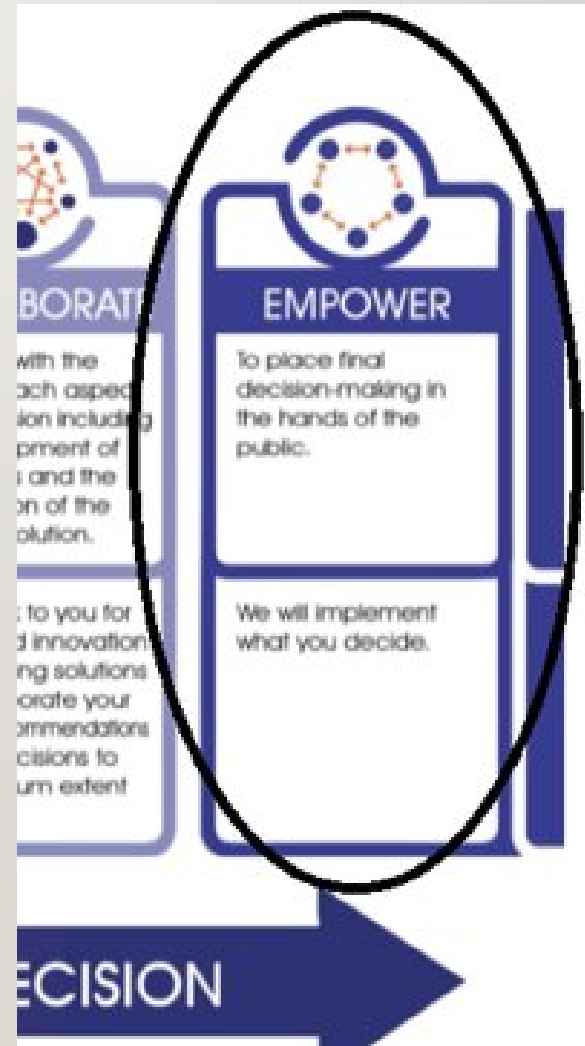 BORATE
with the
ach aspect
ion including
pment of
s and the
on of the
olution.
to you for
d innovation
ng solutions
orate your
ommendations
cisions to
um extent
EMPOWER
To place final
decision-making in
the hands of the
public.
We will implement
what you decide.
ECISION